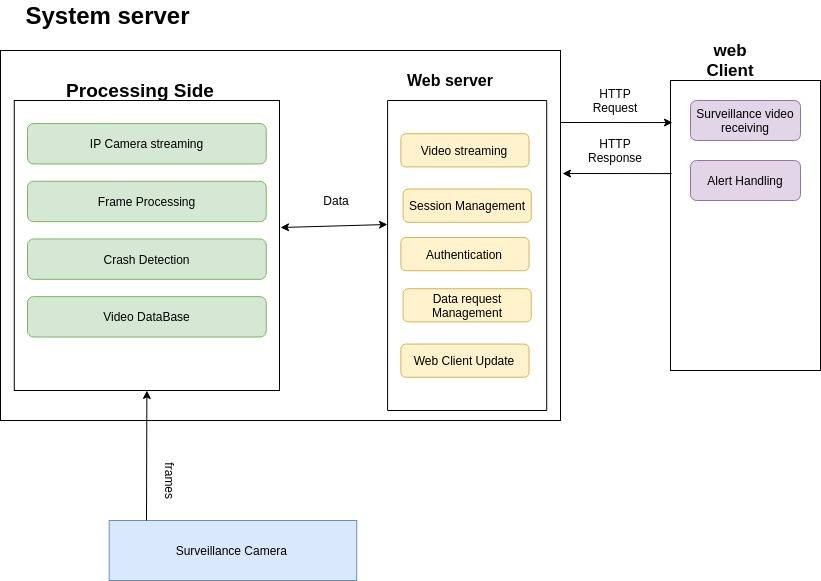 System server
Processing Side
IP Camera streaming
Frame Processing
Crash Detection
Video DataBase
Data
Web server
Video streaming
Session Management
Authentication
Data request
Management
Web Client Update
HTTP
Request
HTTP
Response
web
Client
Surveillance video
receiving
Alert Handling
frames
Surveillance Camera